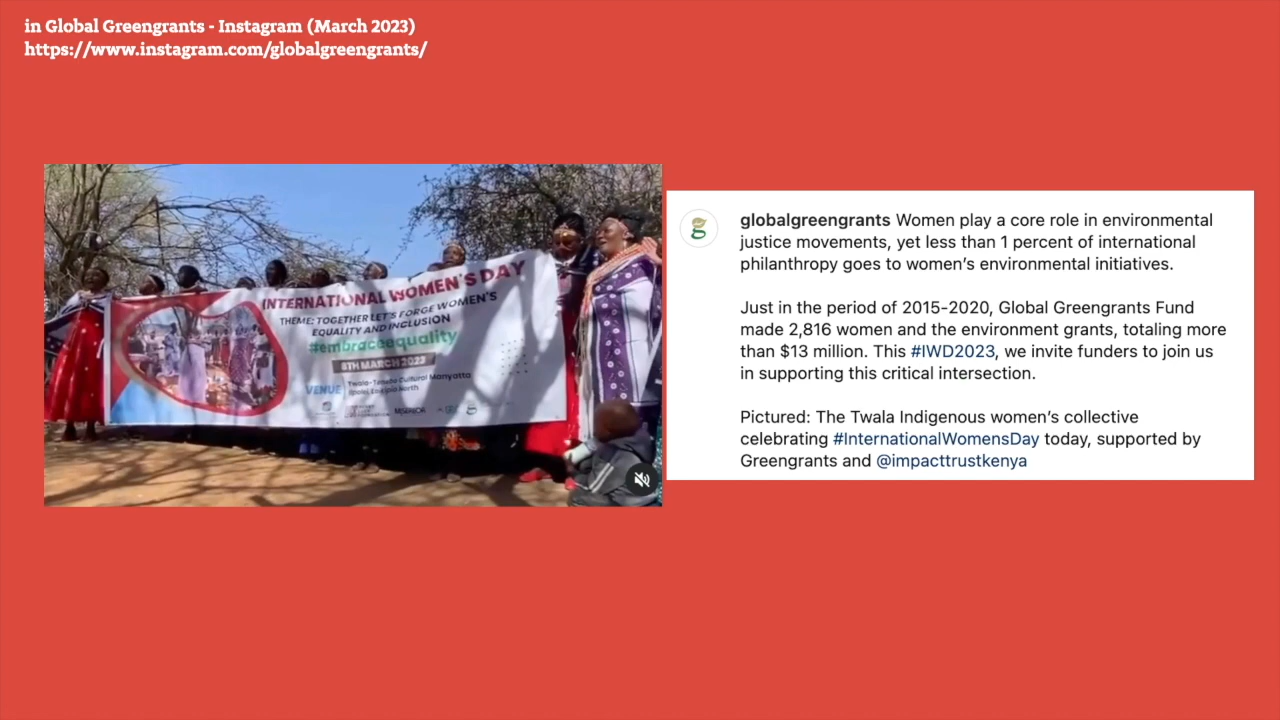 in Global Greengrants - Instagram (March 2023)
https://www.instagram.com/globalgreengrants/
INTERNATIONAL WOMEN'S DAY
THEME: TOGETHER LET'S FORGE WOMEN'S
EQUALITY AND INCLUSION
#embraceequality
8TH MARCH 2023
VENUE
Twala-Tenebo Cultural Manyatta
MISEREOR
globalgreengrants Women play a core role in environmental
justice movements, yet less than 1 percent of international
philanthropy goes to women's environmental initiatives.
Just in the period of 2015-2020, Global Greengrants Fund
made 2,816 women and the environment grants, totaling more
than $13 million. This #IWD2023, we invite funders to join us
in supporting this critical intersection.
Pictured: The Twala Indigenous women's collective
celebrating #InternationalWomensDay today, supported by
Greengrants and @impacttrustkenya